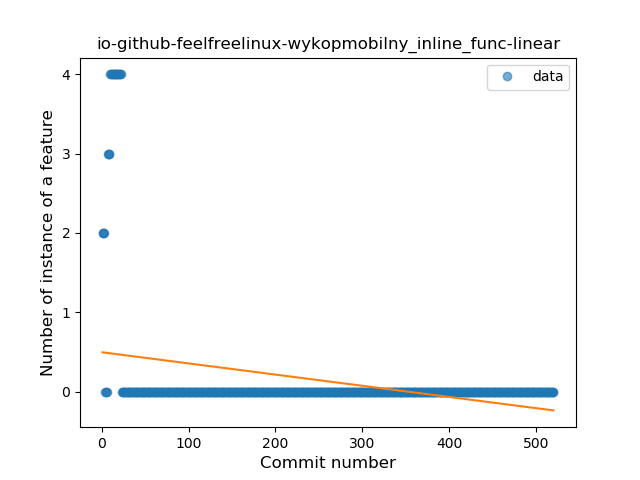 io-github-feelfreelinux-wykopmobilny_inline_func-linear
data
Number of instance of a feature
4
3
2
1
0
0 100 200 300 400 500
Commit number